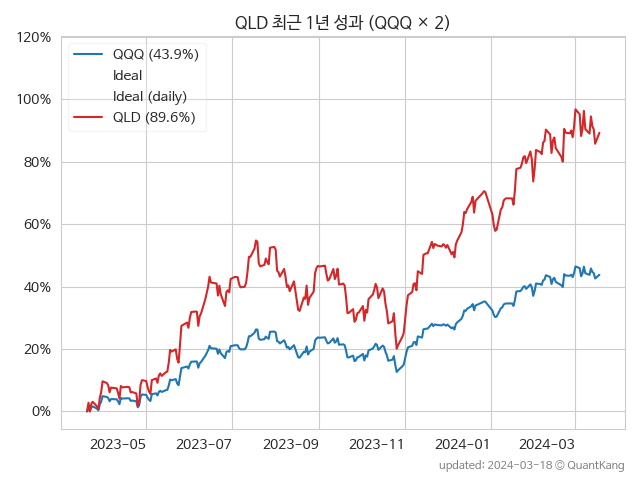 QLD 최근 1년 성과 (QQQ × 2)
120%
100%
80%
60%
40%
20%
0%
QQQ (43.9%)
Ideal
Ideal (daily)
QLD (89.6%)
2023-05
2023-07
2023-09
2023-11
2024-01
2024-03
updated: 2024-03-18 © QuantKang